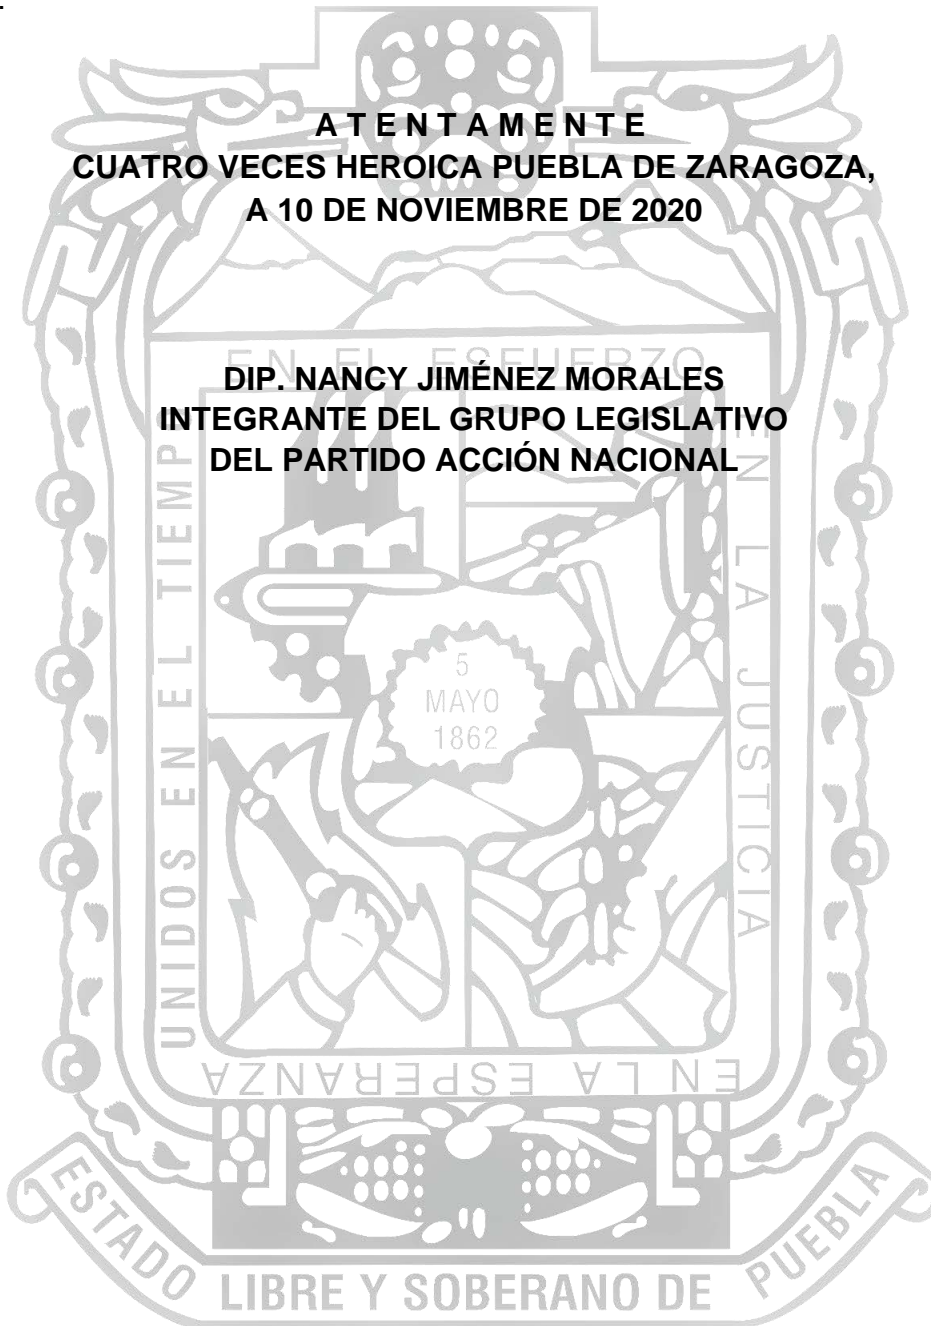 A T E N T A M E N T E
CUATRO VECES HEROICA PUEBLA DE ZARAGOZA,
A 10 DE NOVIEMBRE DE 2020
EN EL ESFUERZO
DIP. NANCY JIMÉNEZ MORALES
INTEGRANTE DEL GRUPO LEGISLATIVO
DEL PARTIDO ACCIÓN NACIONAL
UNIDOS EN EL TIEMP
EN LA JUSTICIA
5
MAYO
1862
EN LA ESPERANZA
ESTADO LIBRE Y SOBERANO DE PUEBLA